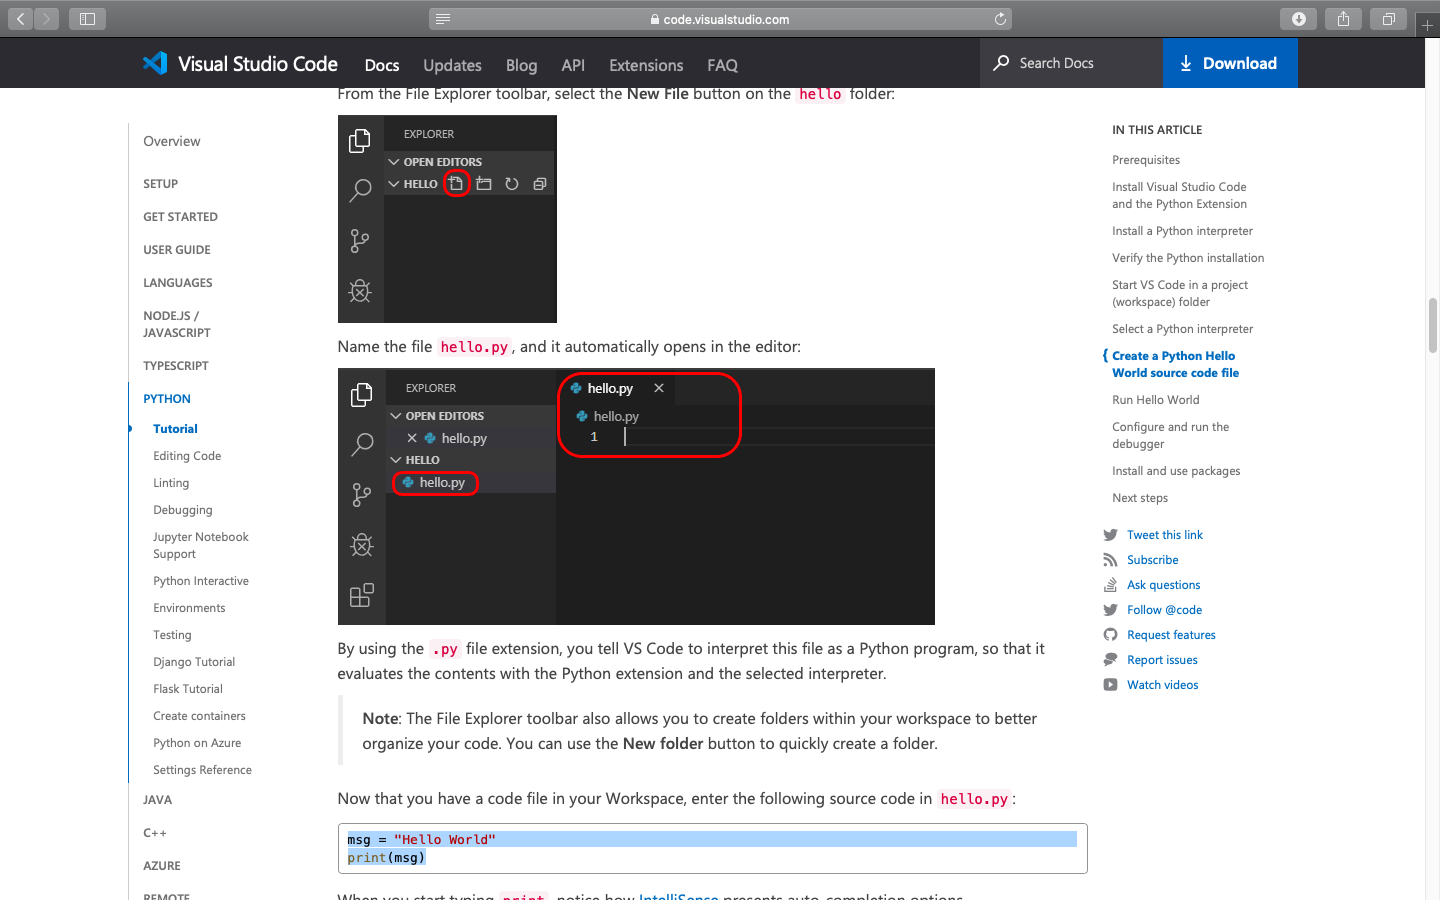 code.visualstudio.com
Visual Studio Code
Docs
Updates
Blog
API
Extensions
FAQ
Search Docs
Download
From the File Explorer toolbar, select the New File button on the hello folder:
Overview
SETUP
GET STARTED
USER GUIDE
LANGUAGES
NODE.JS /
JAVASCRIPT
TYPESCRIPT
PYTHON
Tutorial
Editing Code
Linting
Debugging
Jupyter Notebook
Support
Python Interactive
Environments
Testing
Django Tutorial
Flask Tutorial
Create containers
Python on Azure
Settings Reference
JAVA
C++
AZURE
REMOTE
EXPLORER
OPEN EDITORS
HELLO
Name the file hello.py, and it automatically opens in the editor:
EXPLORER
OPEN EDITORS
hello.py
HELLO
hello.py
hello.py
hello.py
1
By using the .py file extension, you tell VS Code to interpret this file as a Python program, so that it
evaluates the contents with the Python extension and the selected interpreter.
Note: The File Explorer toolbar also allows you to create folders within your workspace to better
organize your code. You can use the New folder button to quickly create a folder.
Now that you have a code file in your Workspace, enter the following source code in hello.py:
msg = "Hello World"
print(msg)
When you start typing print, notice how IntelliSense presents auto-completion options.
IN THIS ARTICLE
Prerequisites
Install Visual Studio Code
and the Python Extension
Install a Python interpreter
Verify the Python installation
Start VS Code in a project
(workspace) folder
Select a Python interpreter
{ Create a Python Hello
World source code file
Run Hello World
Configure and run the
debugger
Install and use packages
Next steps
Tweet this link
Subscribe
Ask questions
Follow @code
Request features
Report issues
Watch videos